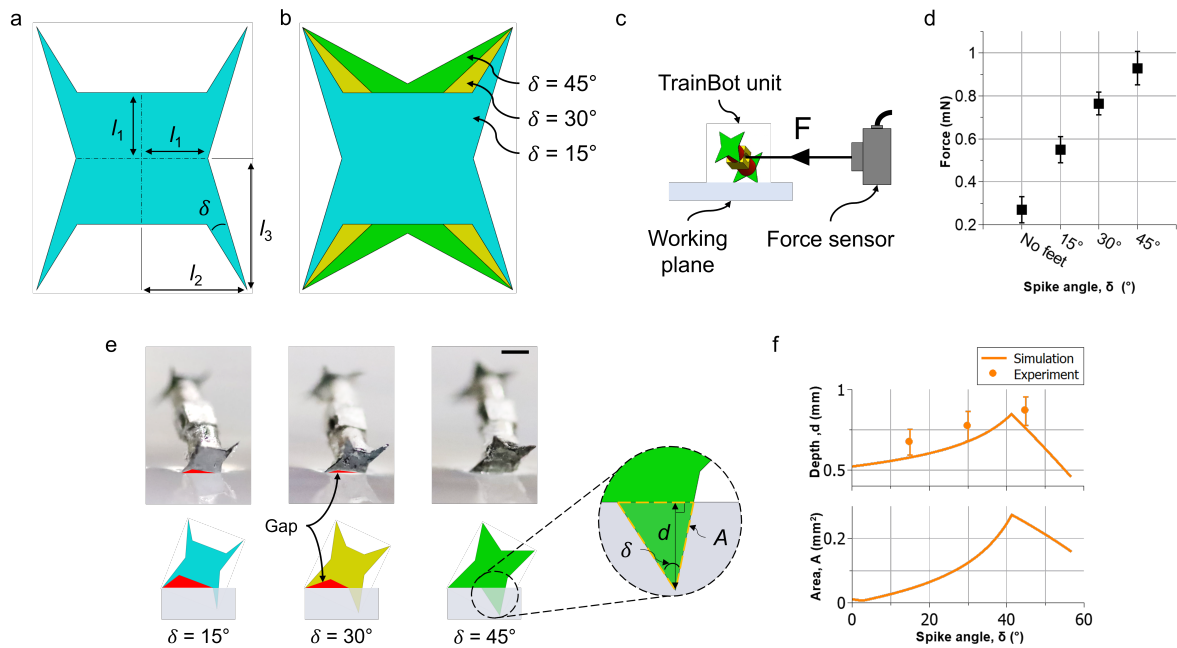 a
l1
l1
δ
l3
l2
b
δ = 45°
δ = 30°
δ = 15°
c
TrainBot unit
F
Working
plane
Force sensor
d
Force (mN)
1
0.8
0.6
0.4
0.2
No feet
15°
30°
45°
Spike angle, δ (°)
e
Gap
δ = 15°
δ = 30°
δ = 45°
d
δ
A
f
Simulation
Experiment
Depth ,d (mm)
1
0.5
Area, A (mm²)
0.2
0
0
20
40
60
Spike angle, δ (°)